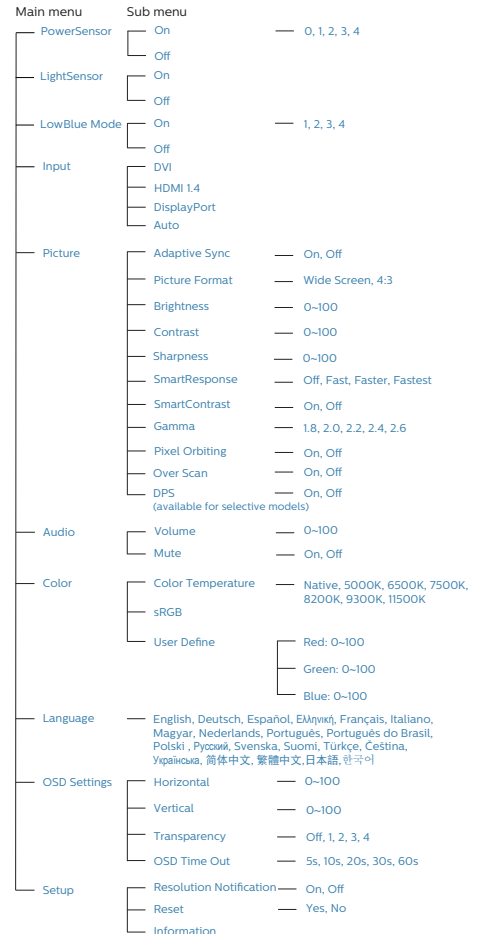 Main menu Sub menu
PowerSensor On 0, 1, 2, 3, 4
Off
LightSensor On
Off
LowBlue Mode On 1, 2, 3, 4
Off
Input DVI
HDMI 1.4
DisplayPort
Auto
Picture Adaptive Sync On, Off
Picture Format Wide Screen, 4:3
Brightness 0~100
Contrast 0~100
Sharpness 0~100
SmartResponse Off, Fast, Faster, Fastest
SmartContrast On, Off
Gamma 1.8, 2.0, 2.2, 2.4, 2.6
Pixel Orbiting On, Off
Over Scan On, Off
DPS On, Off
(available for selective models)
Audio Volume 0~100
Mute On, Off
Color Color Temperature Native, 5000K, 6500K, 7500K,
8200K, 9300K, 11500K
sRGB
User Define Red: 0~100
Green: 0~100
Blue: 0~100
Language English, Deutsch, Español, Ελληνική, Français, Italiano,
Magyar, Nederlands, Português, Português do Brasil,
Polski , Русский, Svenska, Suomi, Türkçe, Čeština,
Українська, 简体中文, 繁體中文,日本語,한국어
OSD Settings Horizontal 0~100
Vertical 0~100
Transparency Off, 1, 2, 3, 4
OSD Time Out 5s, 10s, 20s, 30s, 60s
Setup Resolution Notification On, Off
Reset Yes, No
Information